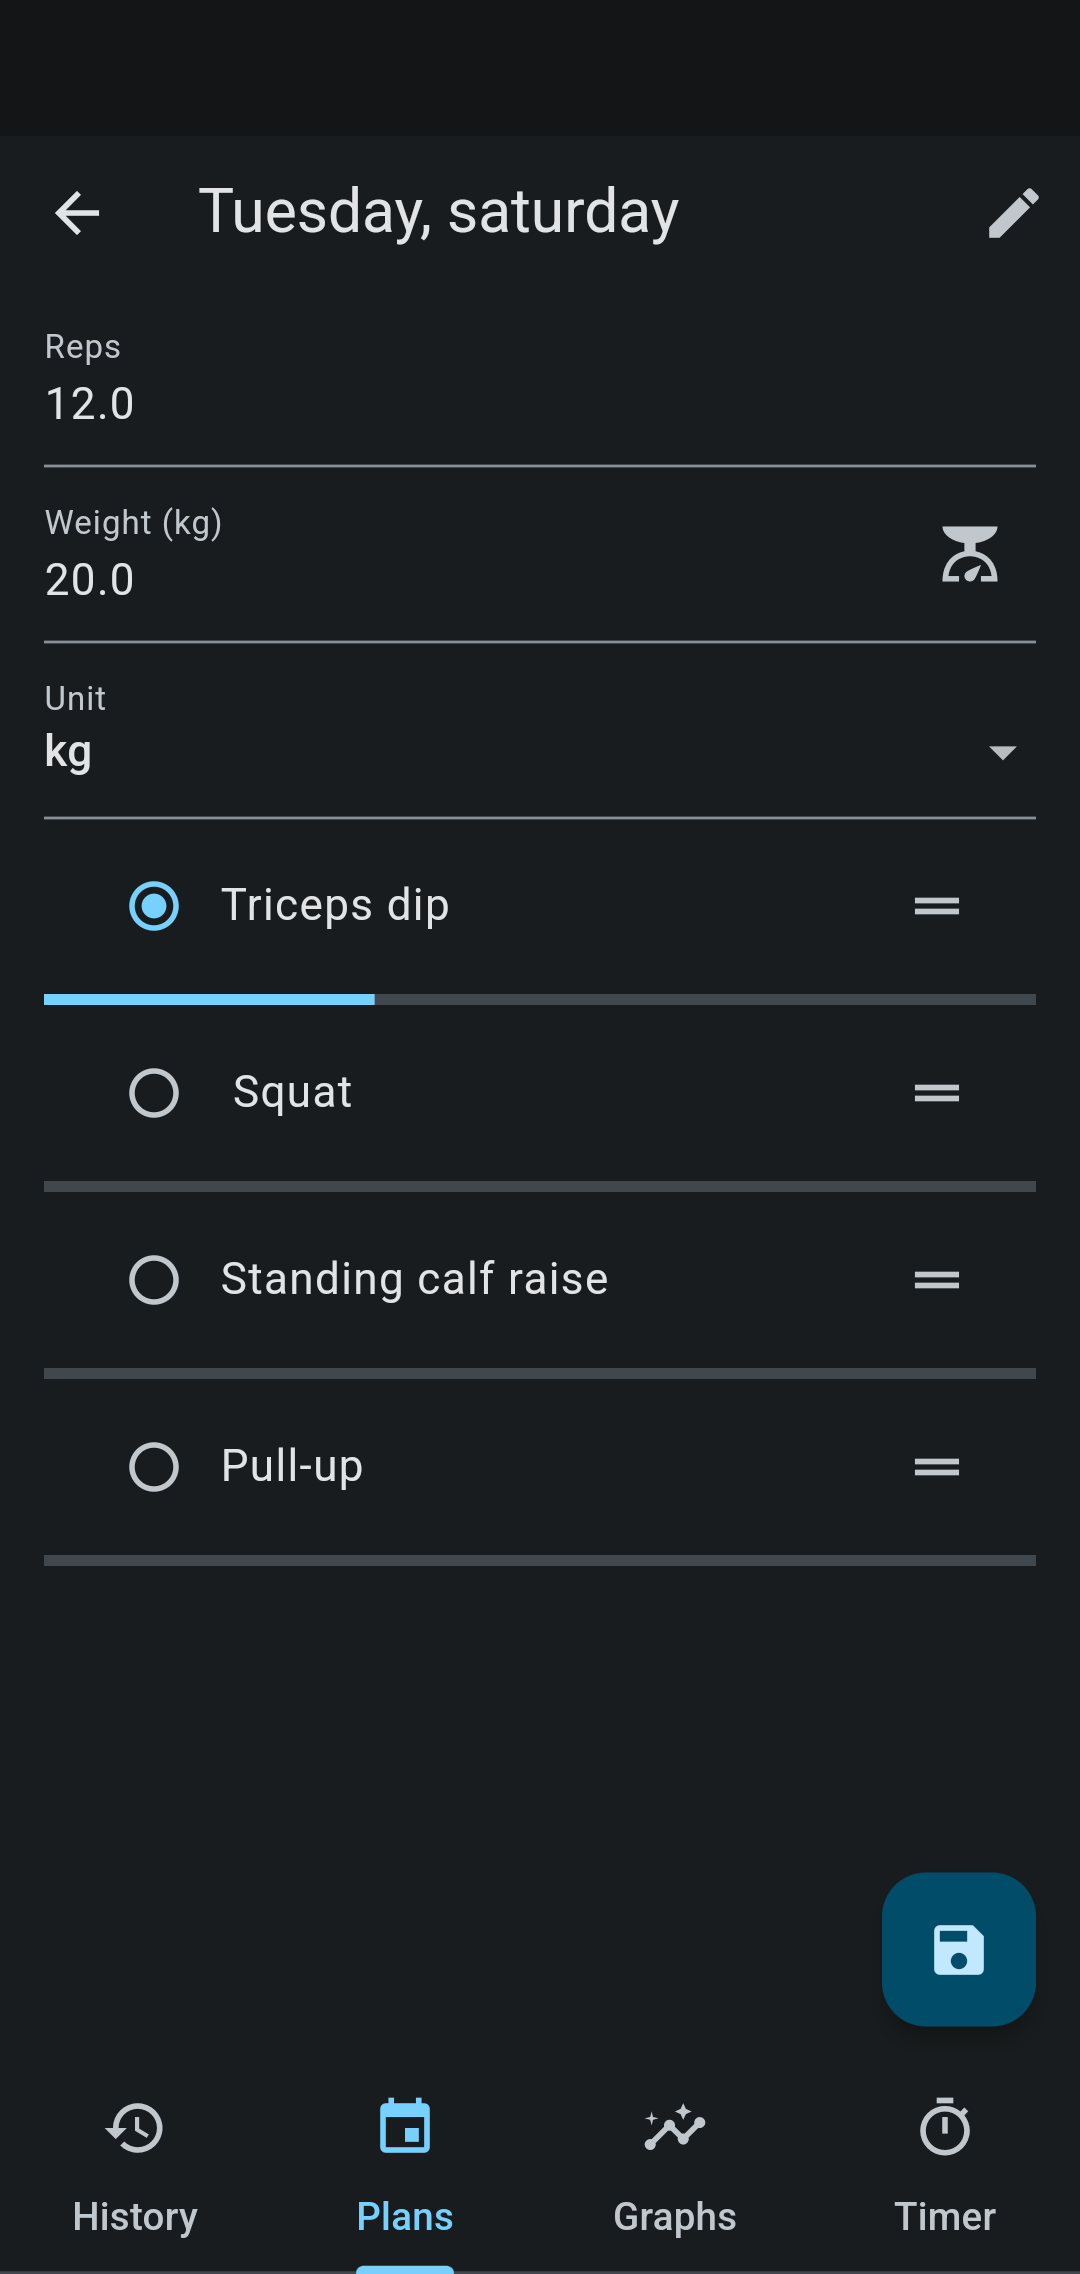 Tuesday, saturday
Reps
12.0
Weight (kg)
20.0
Unit
kg
Triceps dip
Squat
Standing calf raise
Pull-up
History
Plans
Graphs
Timer